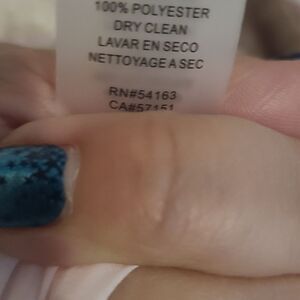 100% POLYESTER
DRY CLEAN
LAVAR EN SECO
NETTOYAGE A SEC
RN#54163
CA#57151